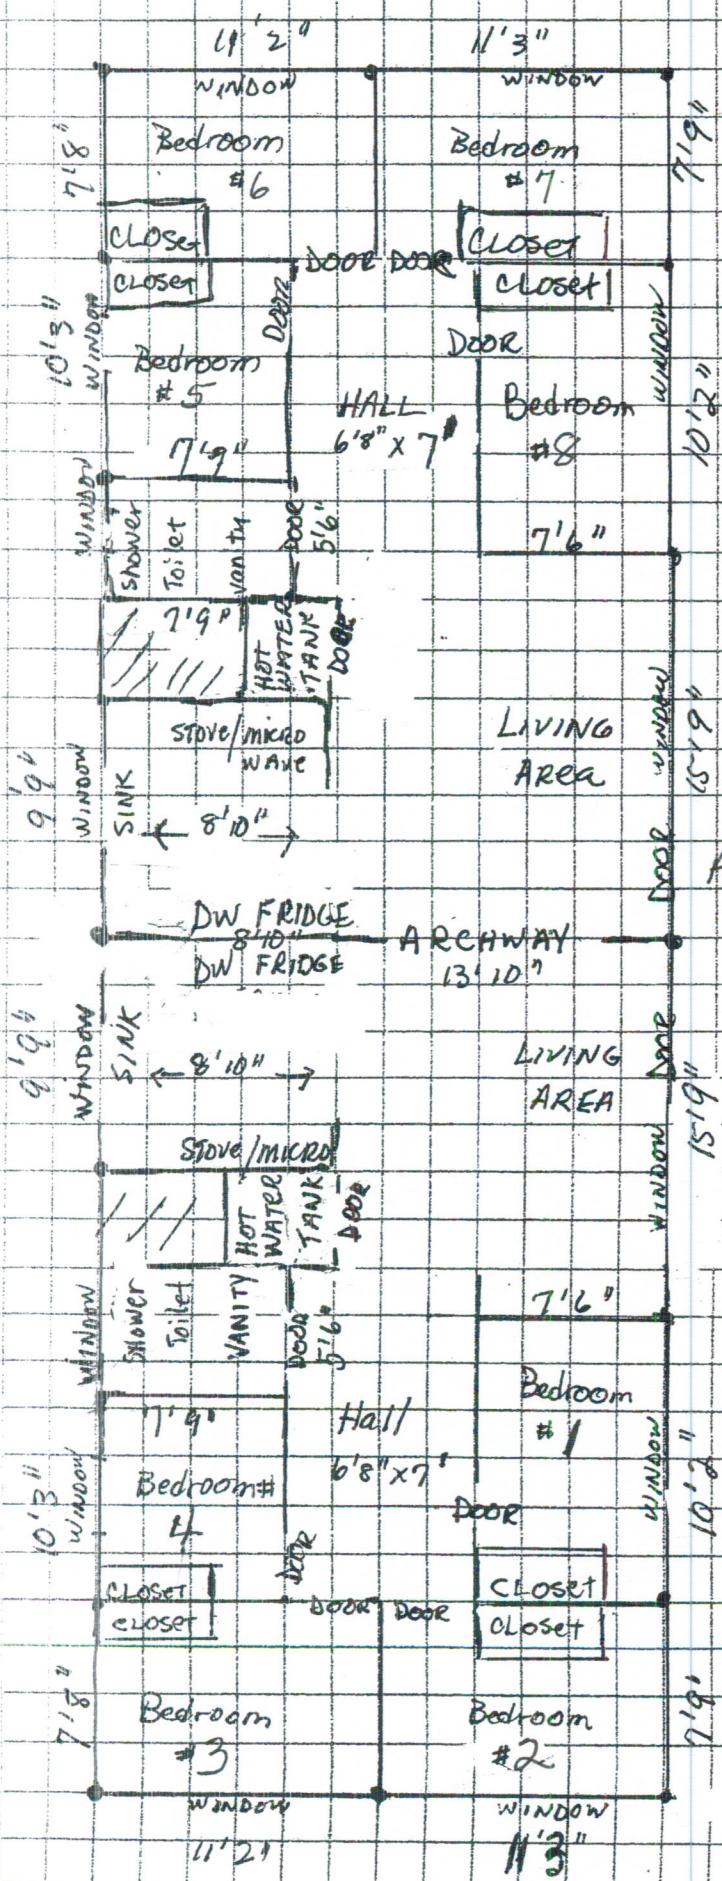 11'2" 11'3"
WINDOW WINDOW
7'8" Bedroom #6 Bedroom #7 7'9"
CLOSET CLOSET
DOOR DOOR
CLOSET CLOSET
DOOR DOOR
10'3" WINDOW WINDOW 10'2"
Bedroom #5
HALL
6'8" x 7'
Bedroom #8
7'9"
WINDOW Shower Toilet vanity DOOR 5'6"
7'6"
7'9" HOT WATER TANK DOOR
STOVE/MICRO WAVE
LIVING AREA
WINDOW 15'9"
9'9" WINDOW SINK 8'10"
DOOR
DW FRIDGE
8'10" ARCHWAY
DW FRIDGE 13'10"
9'9" WINDOW SINK 8'10"
LIVING AREA
DOOR 15'9"
WINDOW
STOVE/MICRO
HOT WATER TANK DOOR
WINDOW SHOWER Toilet VANITY DOOR 5'6"
7'6"
7'9"
Hall
6'8" x 7'
Bedroom #1
10'3" WINDOW WINDOW 10'2"
Bedroom# 4
DOOR DOOR
CLOSET CLOSET
DOOR DOOR
CLOSET CLOSET
7'8" Bedroom #3 Bedroom #2 7'9"
WINDOW WINDOW
11'2" 11'3"